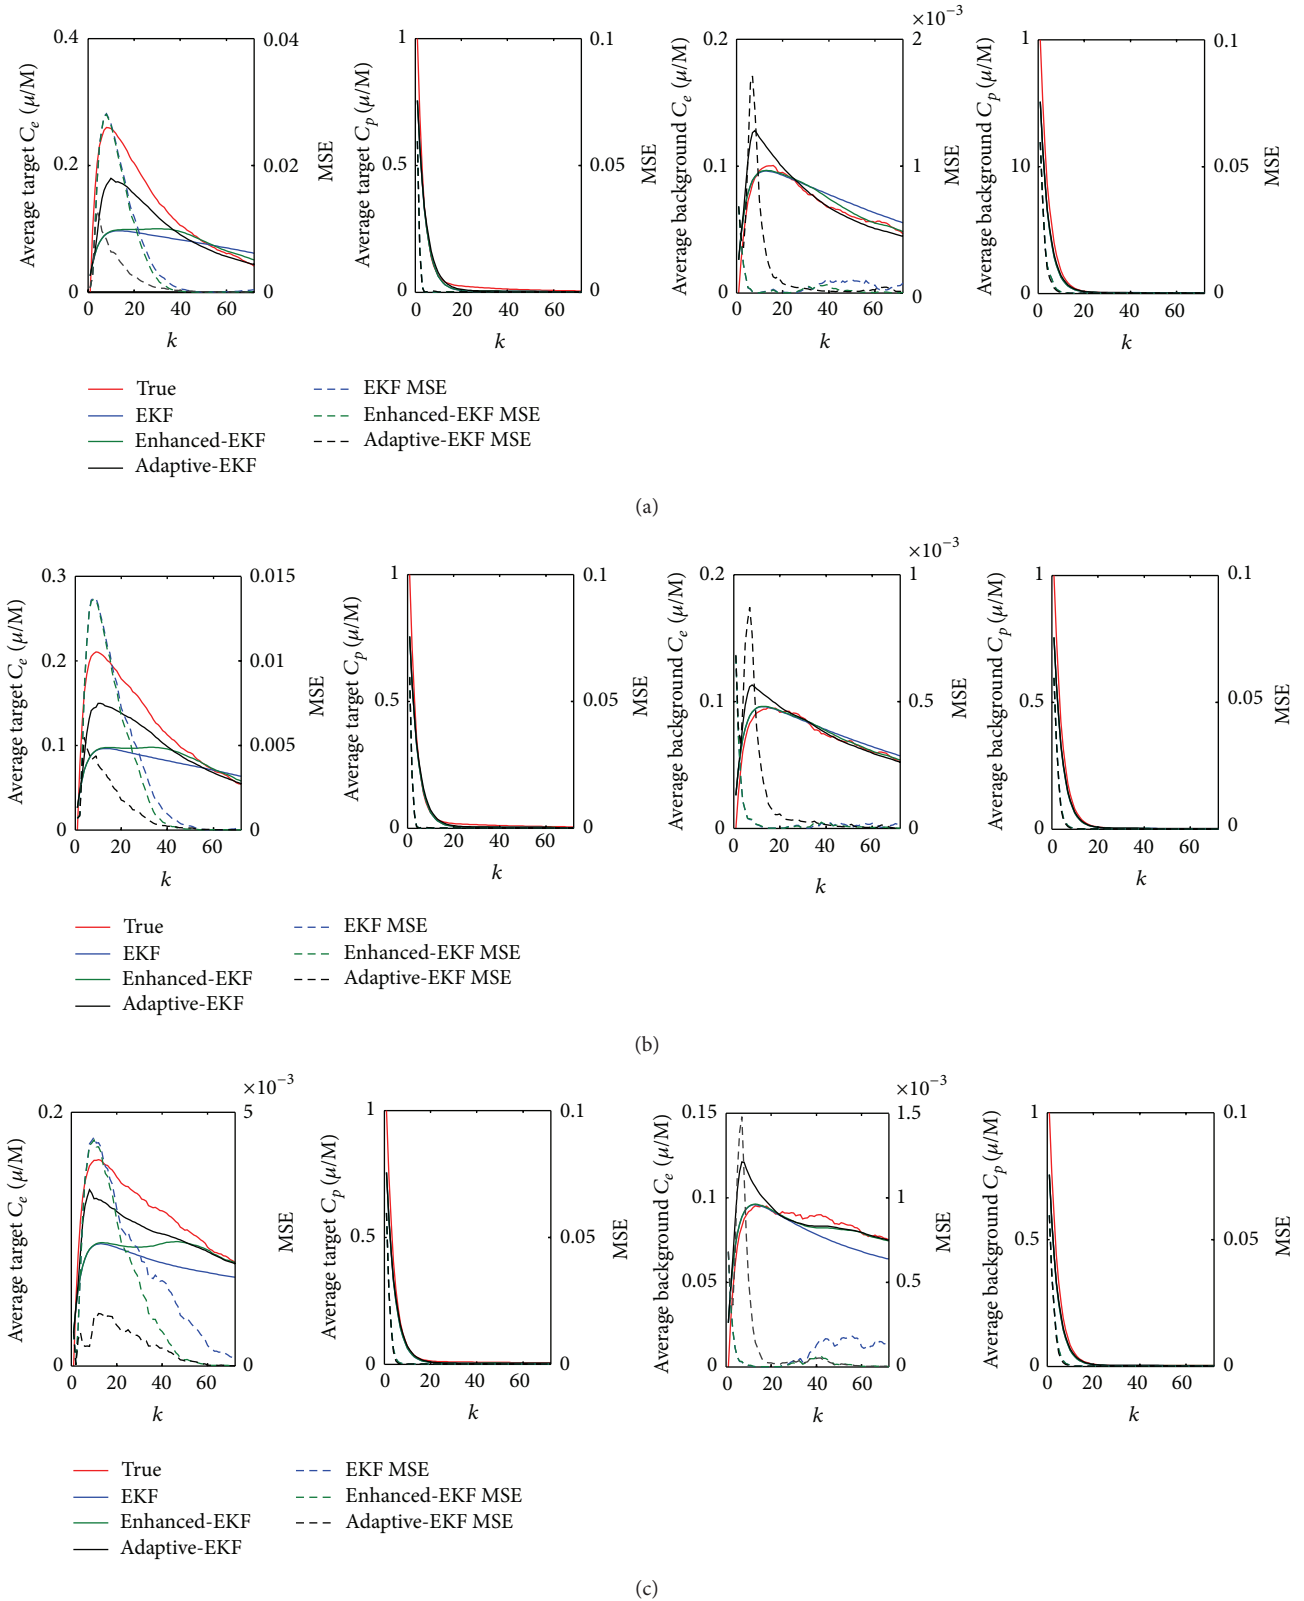 ×10⁻³
0.4
0.2
0
0.04
0.02
0
0 20 40 60
Average target Cₑ (μ/M)
MSE
k
1
0.5
0
0.1
0.05
0
0 20 40 60
Average target Cₚ (μ/M)
MSE
k
0.2
0.1
0
2
1
0
0 20 40 60
Average background Cₑ (μ/M)
MSE
k
1
10
0
0.1
0.05
0
0 20 40 60
Average background Cₚ (μ/M)
MSE
k
True
EKF
Enhanced-EKF
Adaptive-EKF
EKF MSE
Enhanced-EKF MSE
Adaptive-EKF MSE
(a)
×10⁻³
0.3
0.2
0.1
0
0.015
0.01
0.005
0
0 20 40 60
Average target Cₑ (μ/M)
MSE
k
1
0.5
0
0.1
0.05
0
0 20 40 60
Average target Cₚ (μ/M)
MSE
k
0.2
0.1
0
1
0.5
0
0 20 40 60
Average background Cₑ (μ/M)
MSE
k
1
0.5
0
0.1
0.05
0
0 20 40 60
Average background Cₚ (μ/M)
MSE
k
True
EKF
Enhanced-EKF
Adaptive-EKF
EKF MSE
Enhanced-EKF MSE
Adaptive-EKF MSE
(b)
×10⁻³
0.2
0
5
0
0 20 40 60
Average target Cₑ (μ/M)
MSE
k
1
0.5
0
0.1
0.05
0
0 20 40 60
Average target Cₚ (μ/M)
MSE
k
×10⁻³
0.15
0.1
0.05
0
1.5
1
0.5
0
0 20 40 60
Average background Cₑ (μ/M)
MSE
k
1
0.5
0
0.1
0.05
0
0 20 40 60
Average background Cₚ (μ/M)
MSE
k
True
EKF
Enhanced-EKF
Adaptive-EKF
EKF MSE
Enhanced-EKF MSE
Adaptive-EKF MSE
(c)